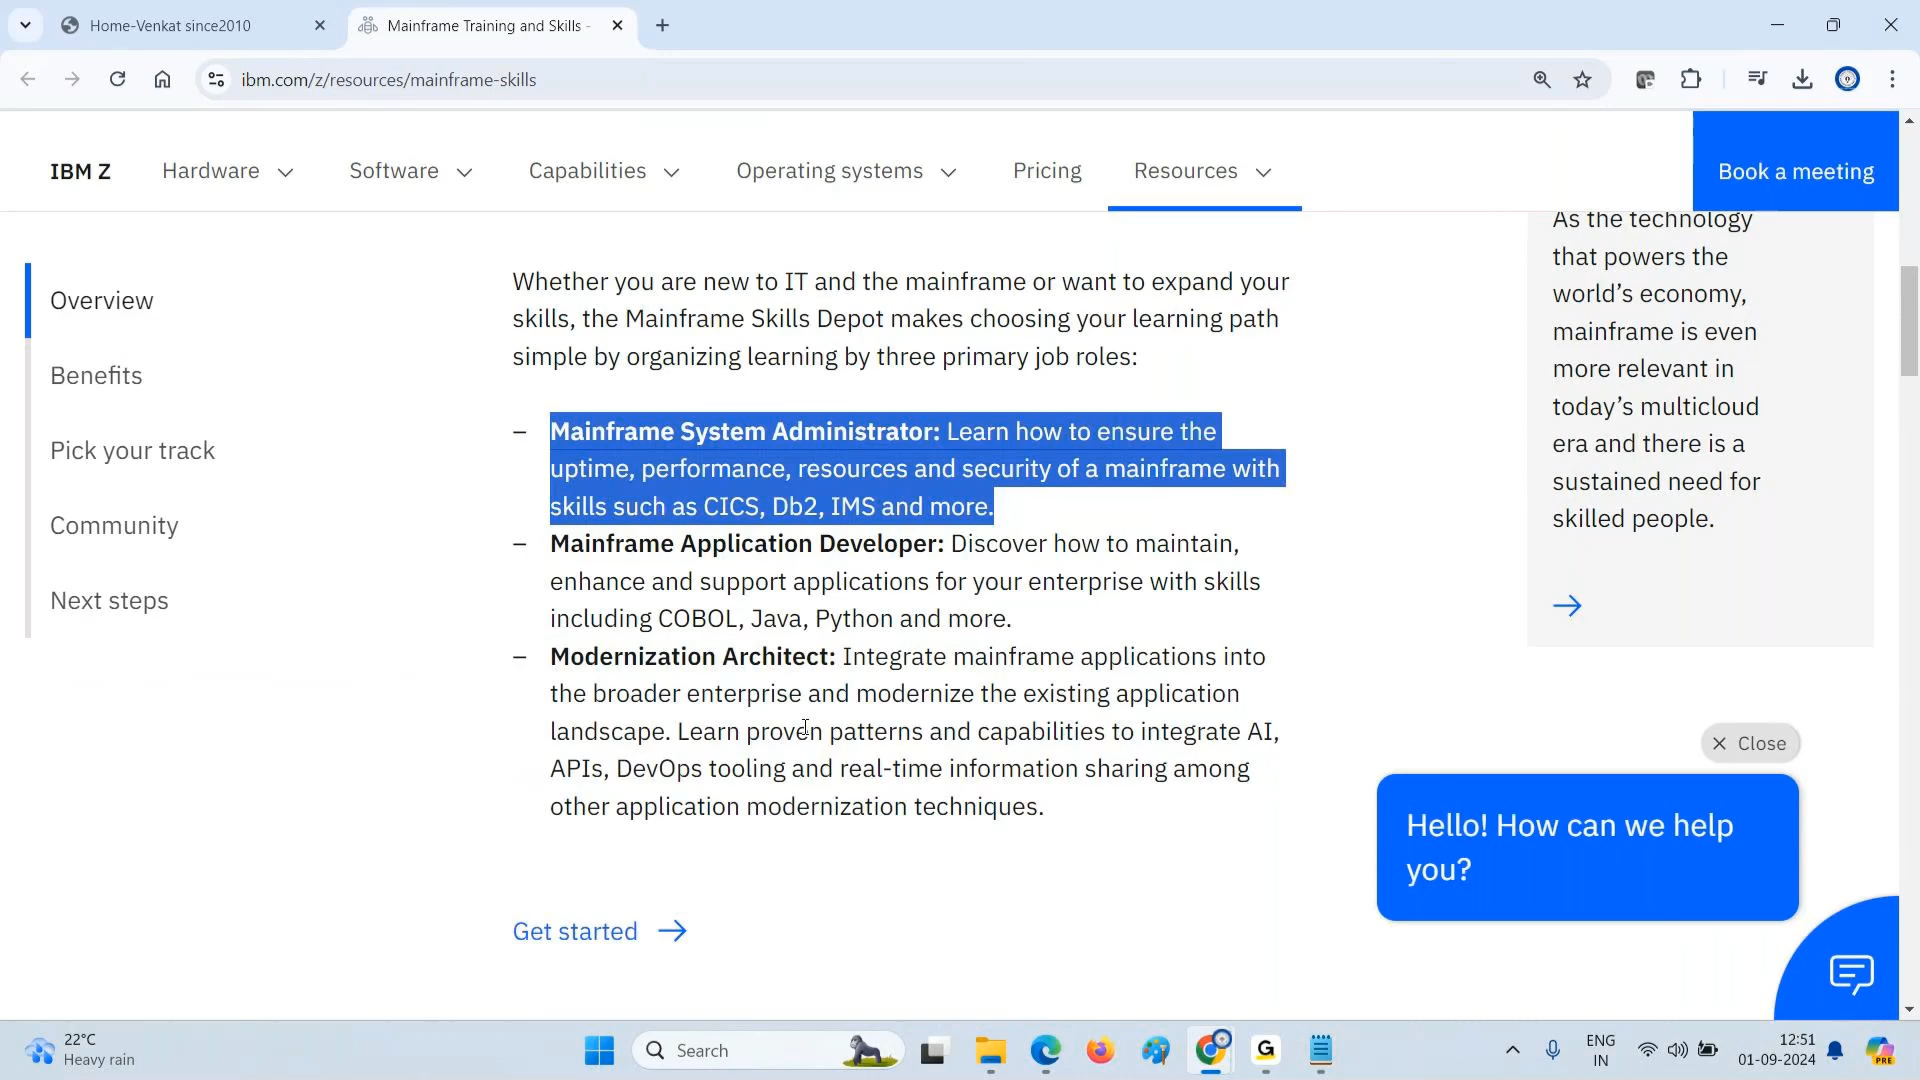 Home-Venkat since2010
Mainframe Training and Skills -
ibm.com/z/resources/mainframe-skills
IBM Z
Hardware
Software
Capabilities
Operating systems
Pricing
Resources
Book a meeting
Overview
Benefits
Pick your track
Community
Next steps
Whether you are new to IT and the mainframe or want to expand your
skills, the Mainframe Skills Depot makes choosing your learning path
simple by organizing learning by three primary job roles:
– Mainframe System Administrator: Learn how to ensure the
uptime, performance, resources and security of a mainframe with
skills such as CICS, Db2, IMS and more.
– Mainframe Application Developer: Discover how to maintain,
enhance and support applications for your enterprise with skills
including COBOL, Java, Python and more.
– Modernization Architect: Integrate mainframe applications into
the broader enterprise and modernize the existing application
landscape. Learn proven patterns and capabilities to integrate AI,
APIs, DevOps tooling and real-time information sharing among
other application modernization techniques.
Get started
As the technology
that powers the
world's economy,
mainframe is even
more relevant in
today's multicloud
era and there is a
sustained need for
skilled people.
Close
Hello! How can we help
you?
22°C
Heavy rain
Search
G
ENG
IN
12:51
01-09-2024
PRE